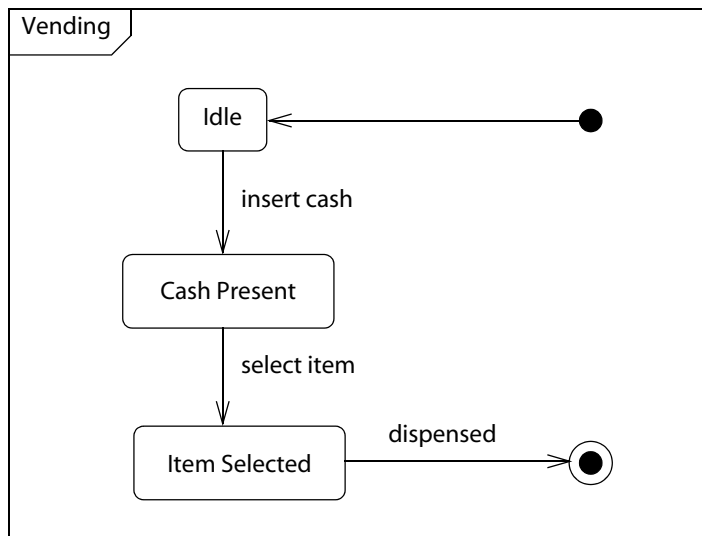 Vending
Idle
insert cash
Cash Present
select item
Item Selected
dispensed